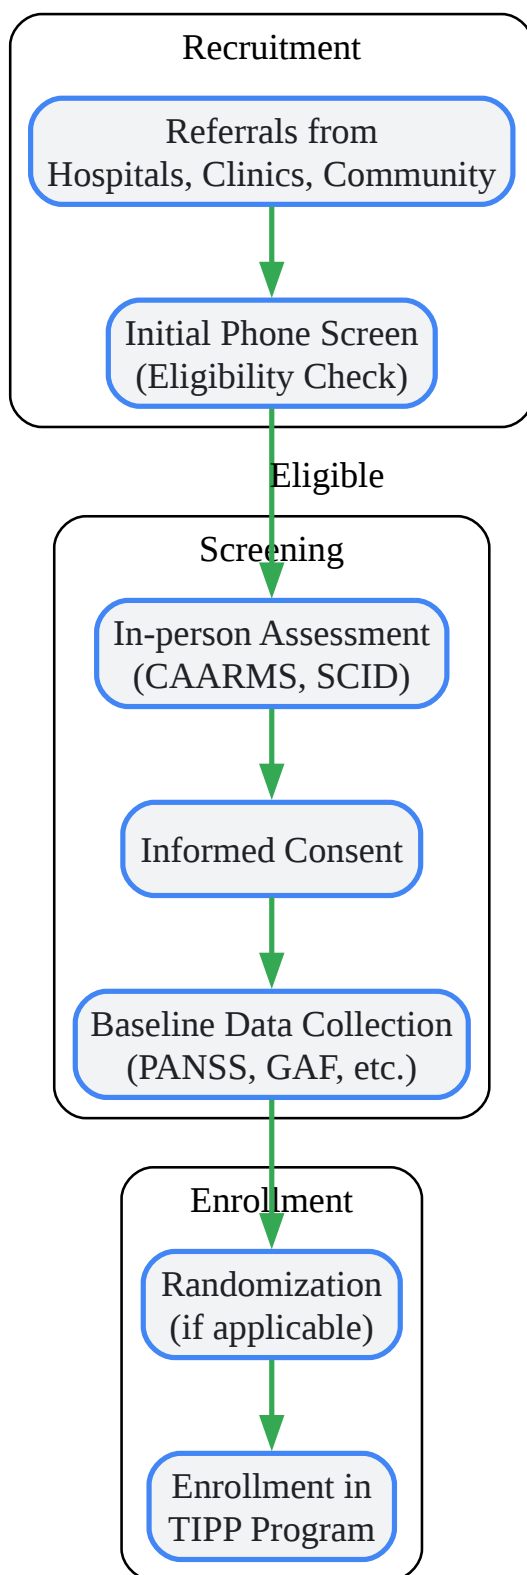 Recruitment
Referrals from
Hospitals, Clinics, Community
Initial Phone Screen
(Eligibility Check)
Eligible
Screening
In-person Assessment
(CAARMS, SCID)
Informed Consent
Baseline Data Collection
(PANSS, GAF, etc.)
Enrollment
Randomization
(if applicable)
Enrollment in
TIPP Program